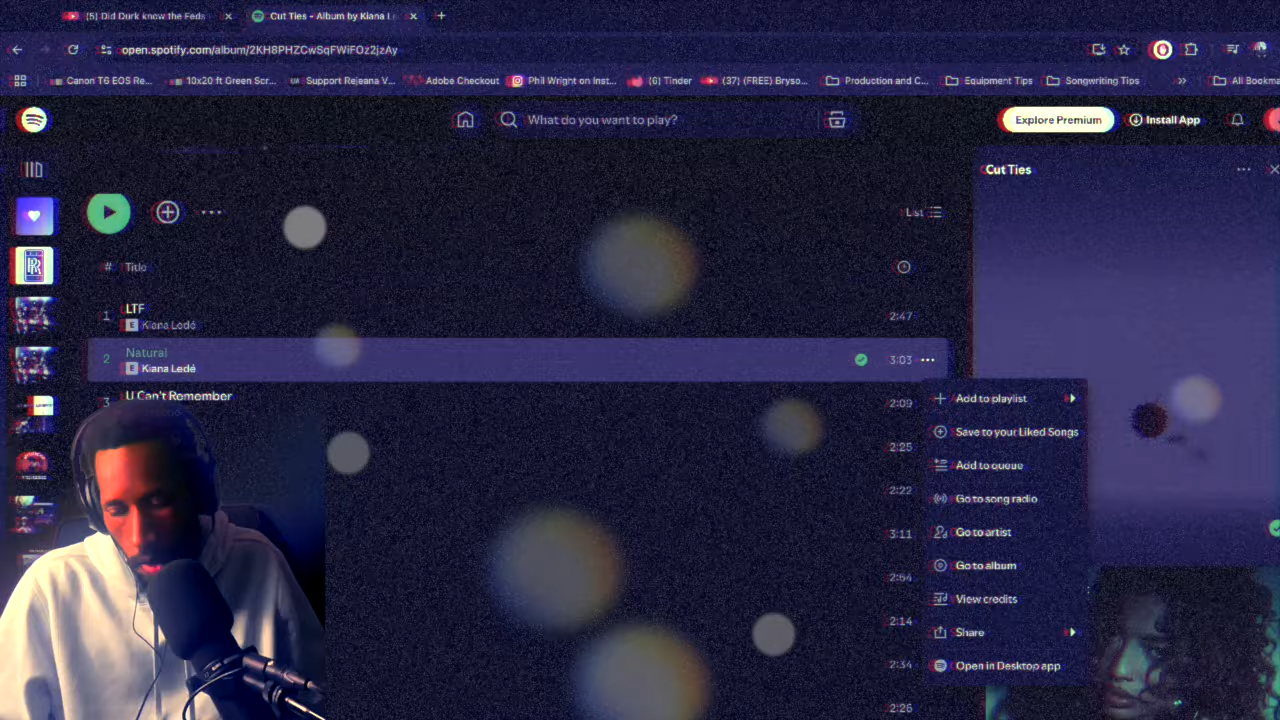 (5) Did Durk know the Feds
Cut Ties - Album by Kiana L
open.spotify.com/album/2KH8PHZCwSqFWiFOz2jzAy
Canon T6 EOS Re...
10x20 ft Green Scr...
Support Rejeana V...
Adobe Checkout
Phil Wright on Inst...
(6) Tinder
(37) (FREE) Bryso...
Production and C...
Equipment Tips
Songwriting Tips
All Bookma
What do you want to play?
Explore Premium
Install App
Cut Ties
List
# Title
1 LTF 2:47
E Kiana Ledé
2 Natural 3:03
E Kiana Ledé
3 U Can't Remember 2:09
2:25
2:22
3:11
2:14
2:34
2:26
Add to playlist
Save to your Liked Songs
Add to queue
Go to song radio
Go to artist
Go to album
View credits
Share
Open in Desktop app